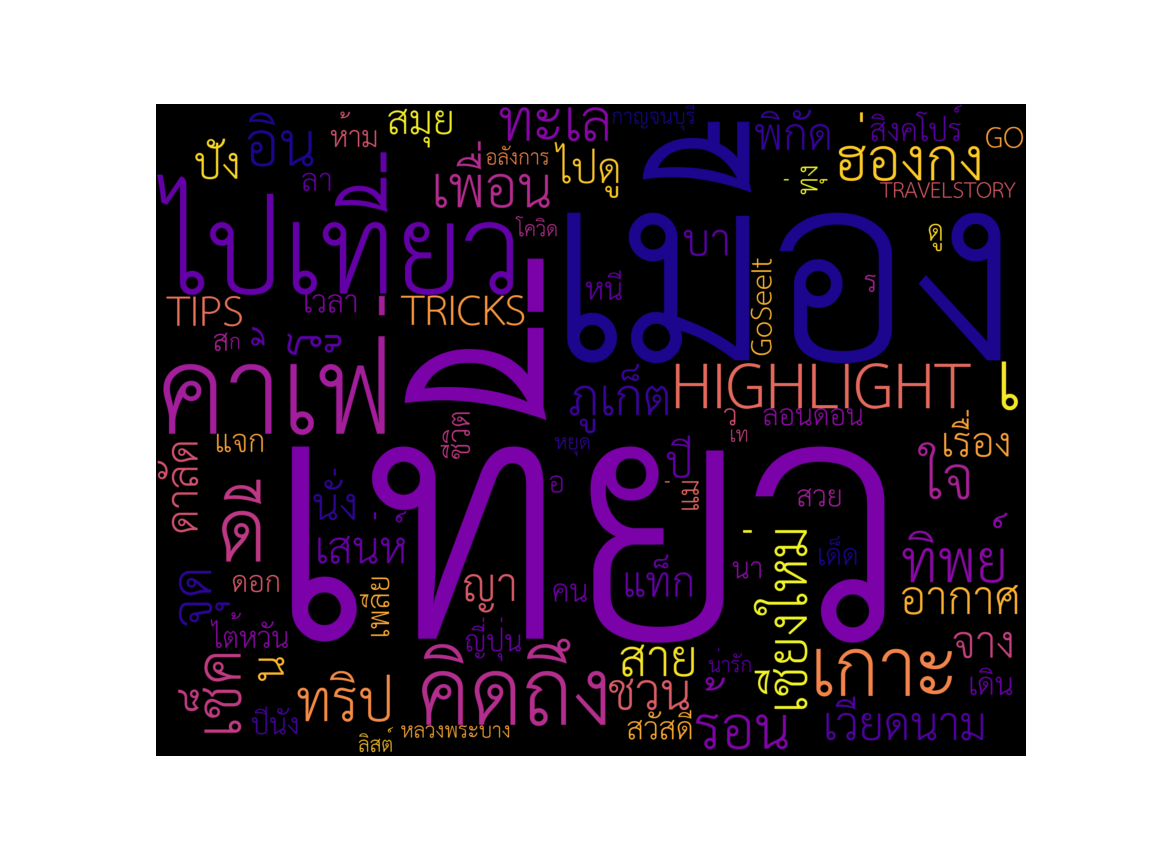 สมุย
ทะเล
กาญจนบุรี
พิกัด
สิงคโปร์
GO
อิน
ห้าม
ปัง
เพื่อน
อลังการ
ไปดู
ทุ่ง
ฮ่องกง
TRAVELSTORY
ลา
ไปเที่ยว
โควิด
เมือง
บา
ดู
หนี
ร
TIPS
เวลา
TRICKS
GoSeeIt
สก
คาเฟ่
ภูเก็ต
HIGHLIGHT
เ
ว
ลอนดอน
เท
แจก
ชีวิต
หยุด
ปี
เรื่อง
ใจ
ดาลัด
ดี
นั่ง
เที่ยว
อ
แม่
สวย
เสน่ห์
เชียงใหม่
เด็ด
ทิพย์
จุด
ดอก
เพลีย
ญา
คน
แท็ก
นา
อากาศ
ไต้หวัน
ญี่ปุ่น
จาง
เช็ค
นี
ทริป
คิดถึง
สาย
น่ารัก
เกาะ
เดิน
ชวน
ปีนัง
หลวงพระบาง
สวัสดี
ร้อน
เวียดนาม
ลิสต์